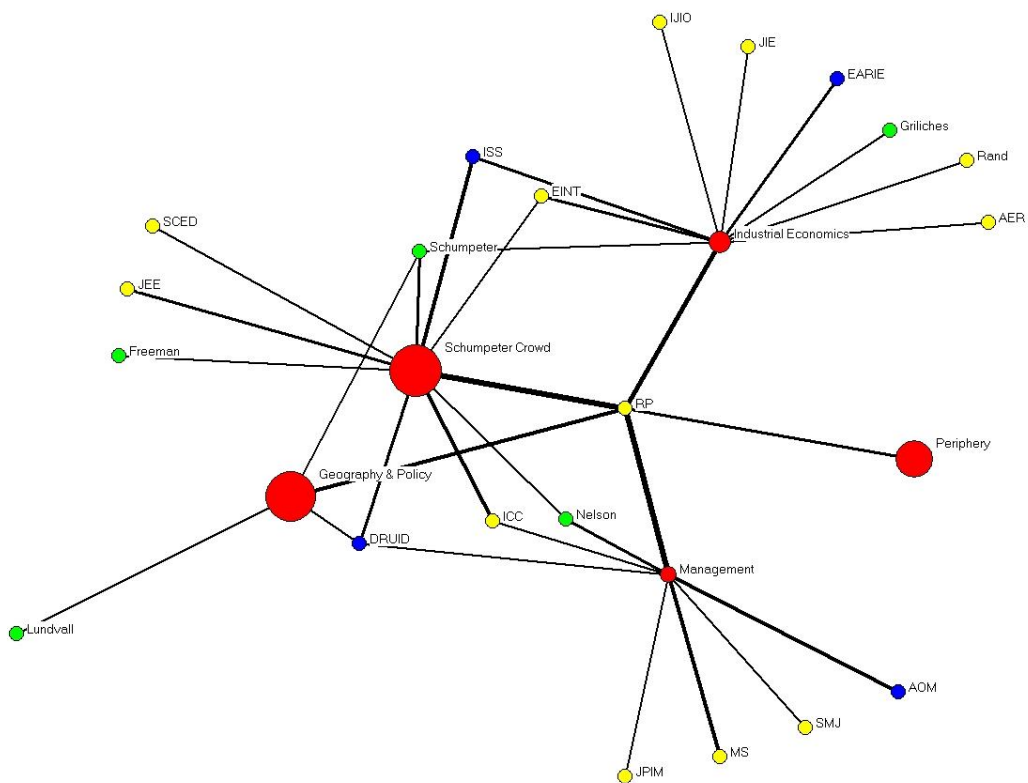 IJIO
JIE
EARIE
Griliches
ISS
Rand
EINT
SCED
AER
Industrial Economics
Schumpeter
JEE
Schumpeter Crowd
Freeman
RP
Periphery
Geography & Policy
ICC
Nelson
DRUID
Management
Lundvall
AOM
SMJ
MS
JPIM